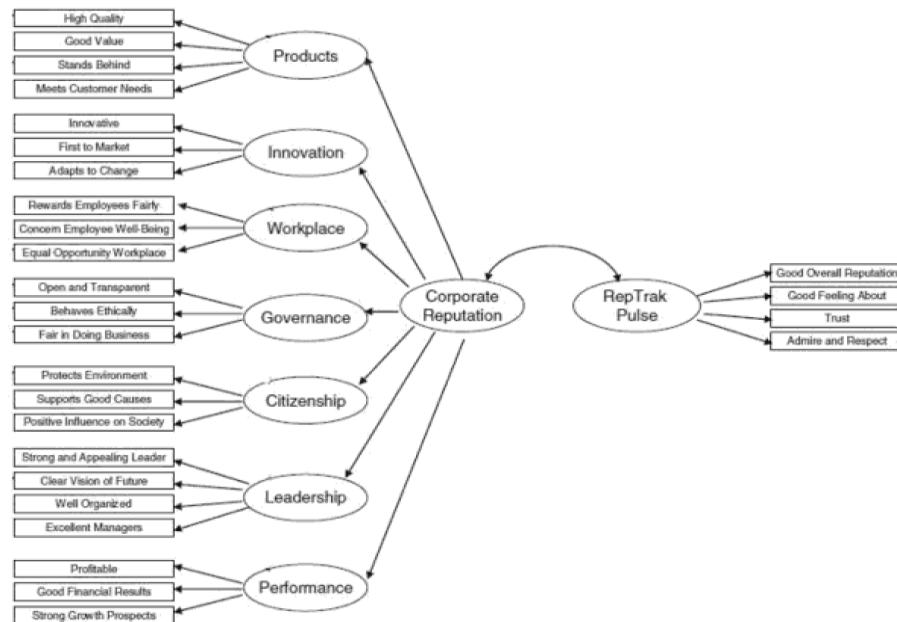 High Quality
Good Value
Stands Behind
Meets Customer Needs
Products
Innovative
First to Market
Adapts to Change
Innovation
Rewards Employees Fairly
Concern Employee Well-Being
Equal Opportunity Workplace
Workplace
Open and Transparent
Behaves Ethically
Fair in Doing Business
Governance
Protects Environment
Supports Good Causes
Positive Influence on Society
Citizenship
Strong and Appealing Leader
Clear Vision of Future
Well Organized
Excellent Managers
Leadership
Profitable
Good Financial Results
Strong Growth Prospects
Performance
Corporate
Reputation
RepTrak
Pulse
Good Overall Reputation
Good Feeling About
Trust
Admire and Respect